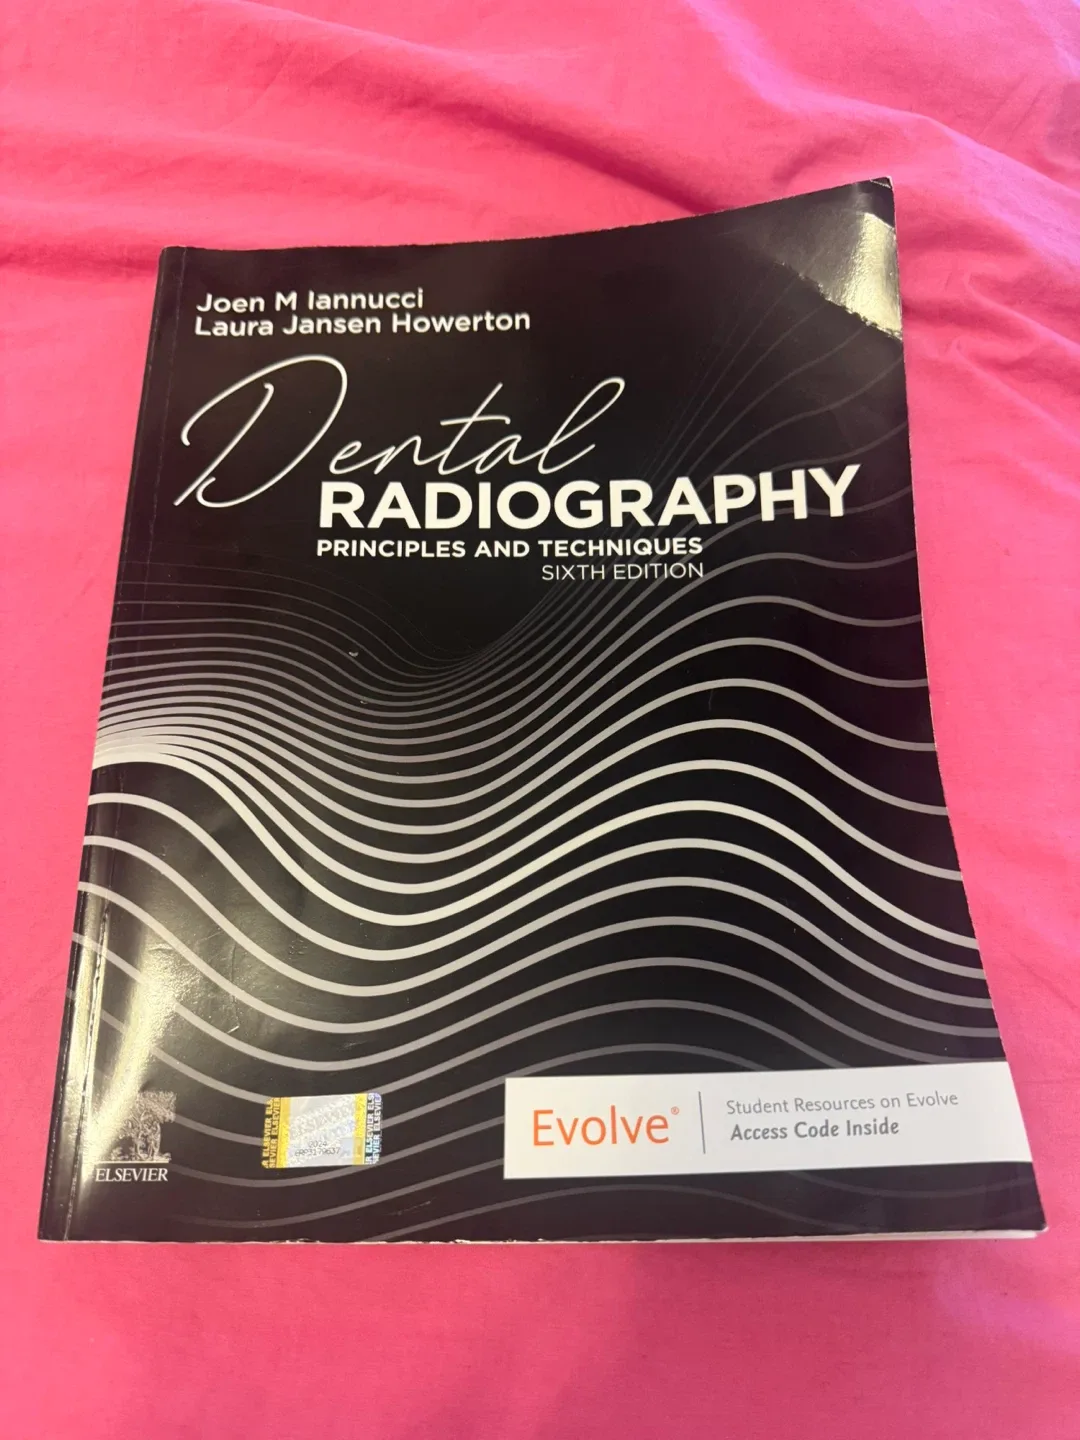 Joen M Iannucci
Laura Jansen Howerton
Dental
RADIOGRAPHY
PRINCIPLES AND TECHNIQUES
SIXTH EDITION
ELSEVIER
Evolve®
Student Resources on Evolve
Access Code Inside